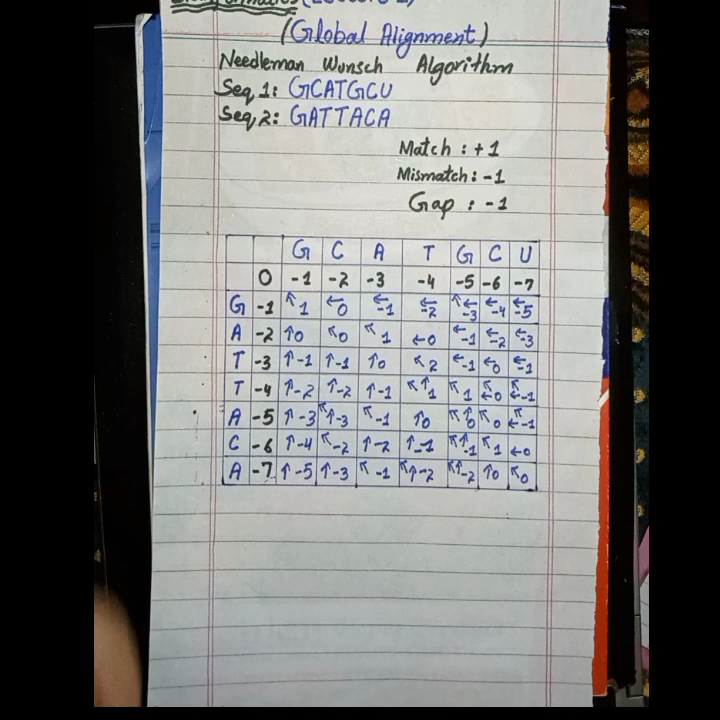 (Global Alignment)
Needleman Wunsch Algorithm
Seq 1: GCATGCU
Seq 2: GATTACA
Match : +1
Mismatch : -1
Gap : -1
G C A T G C U
0 -1 -2 -3 -4 -5 -6 -7
G -1 ↖1 ←0 ←-1 ←-2 ↖←-3 ←-4 ←-5
A -2 ↑0 ↖0 ↖1 ←0 ←-1 ←-2 ←-3
T -3 ↑-1 ↑-1 ↑0 ↖2 ←1 ←0 ←-1
T -4 ↑-2 ↑-2 ↑-1 ↖↑1 ↖1 ↖←0 ↖←-1
A -5 ↑-3 ↖↑-3 ↖-1 ↑0 ↖↑0 ↖0 ↖←-1
C -6 ↑-4 ↖-2 ↑-2 ↑-1 ↖↑-1 ↖1 ←0
A -7 ↑-5 ↑-3 ↖-1 ↖↑-2 ↖↑-2 ↑0 ↖0